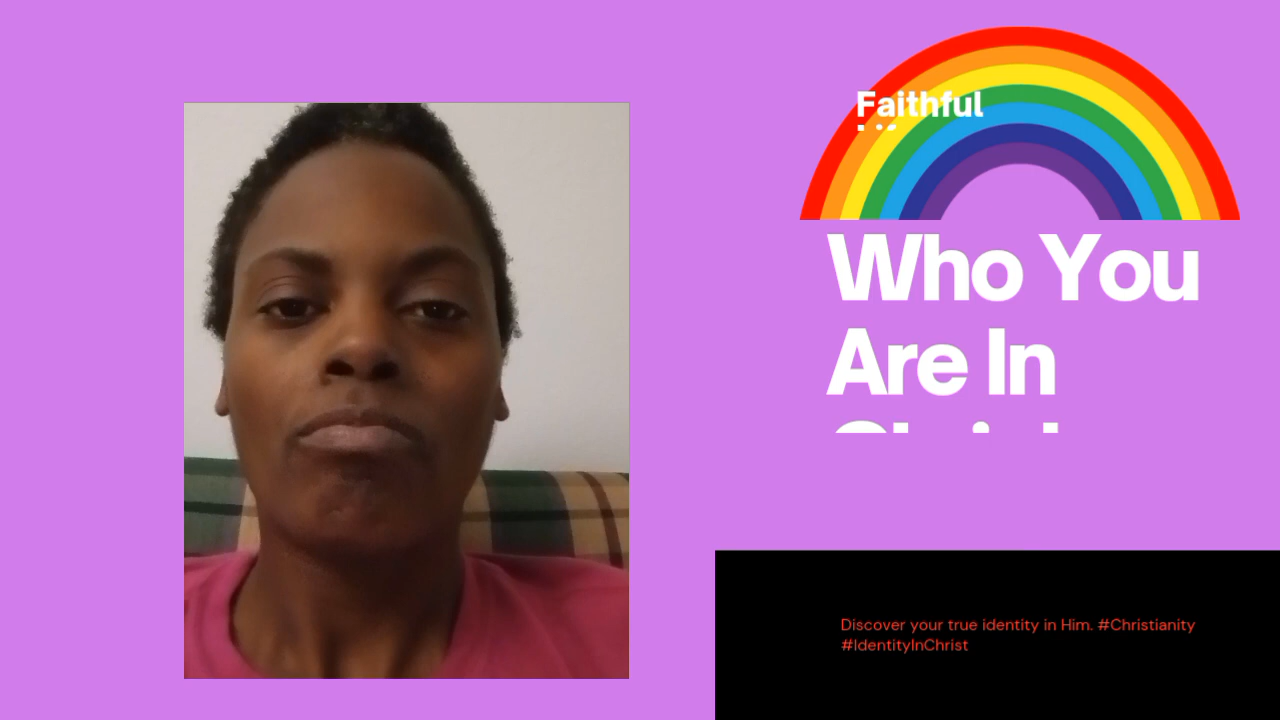 Faithful
Who You
Are In
Discover your true identity in Him. #Christianity
#IdentityInChrist